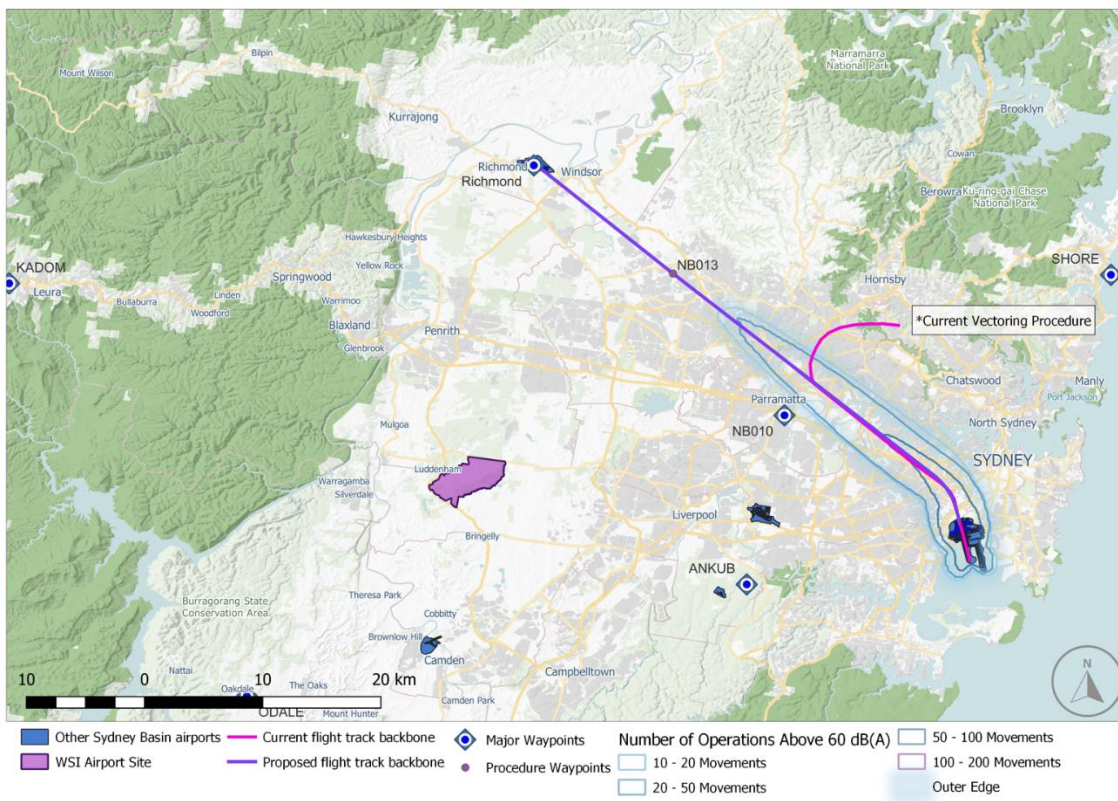 Marramarra
National Park
Bilpin
Mount Wilson
Brooklyn
Kurrajong
Cowan
Richmond
Windsor
Richmond
Berowra
Ku-ring-gai Chase
National Park
Hawkesbury Heights
SHORE
KADOM
Yellow Rock
NB013
Hornsby
Leura
Springwood
Bullaburra
Linden
Warrimoo
Woodford
Blaxland
*Current Vectoring Procedure
Penrith
Glenbrook
Chatswood
Manly
Parramatta
Port Jackson
NB010
North Sydney
Mulgoa
SYDNEY
Luddenham
Warragamba
Silverdale
Liverpool
Bringelly
ANKUB
Theresa Park
Burragorang State
Conservation Area
Cobbitty
Brownlow Hill
Nattai
Camden
Campbelltown
N
Oakdale
The Oaks
10 0 10 20 km
Camden Park
ODALE
Mount Hunter
Other Sydney Basin airports
Current flight track backbone
Major Waypoints
Number of Operations Above 60 dB(A)
50 - 100 Movements
WSI Airport Site
Proposed flight track backbone
Procedure Waypoints
10 - 20 Movements
100 - 200 Movements
20 - 50 Movements
Outer Edge